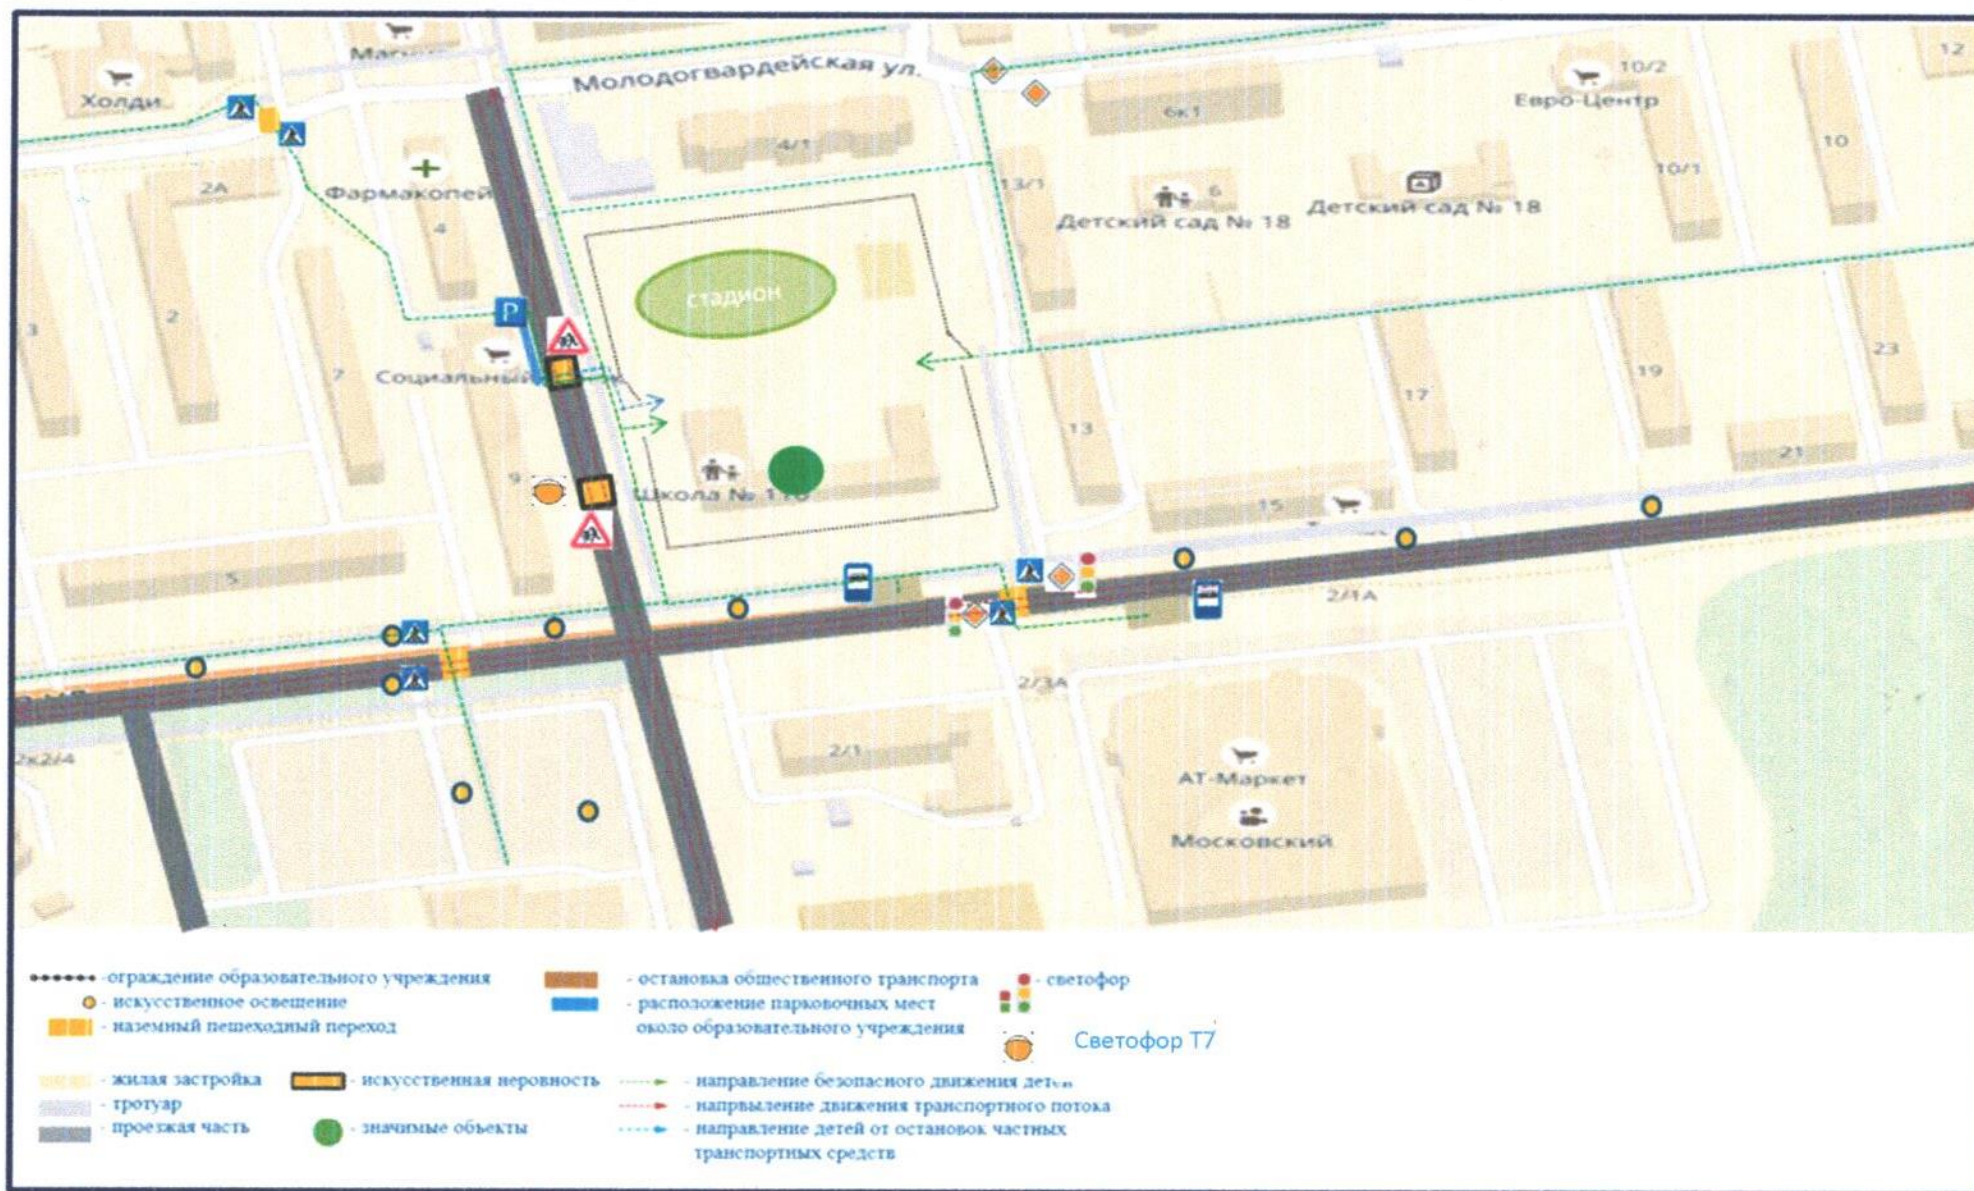 Молодогвардейская ул.
10/2
12
Холди
Евро-Центр
6к1
4/1
10
10/1
2А
Фармакопей
13/1
6
Детский сад № 18
Детский сад № 18
4
стадион
3
2
P
7
Социальный
19
23
17
13
9
Школа №
15
21
5
2/1А
2/3А
2/1
2к2/4
АТ-Маркет
Московский
-ограждение образовательного учреждения
- искусственное освещение
- наземный пешеходный переход
- остановка общественного транспорта
- расположение парковочных мест
около образовательного учреждения
- светофор
Светофор Т7
- жилая застройка
- тротуар
- проезжая часть
- искусственная неровность
- значимые объекты
- направление безопасного движения детей
- напрвыление движения транспортного потока
- направление детей от остановок частных
транспортных средств